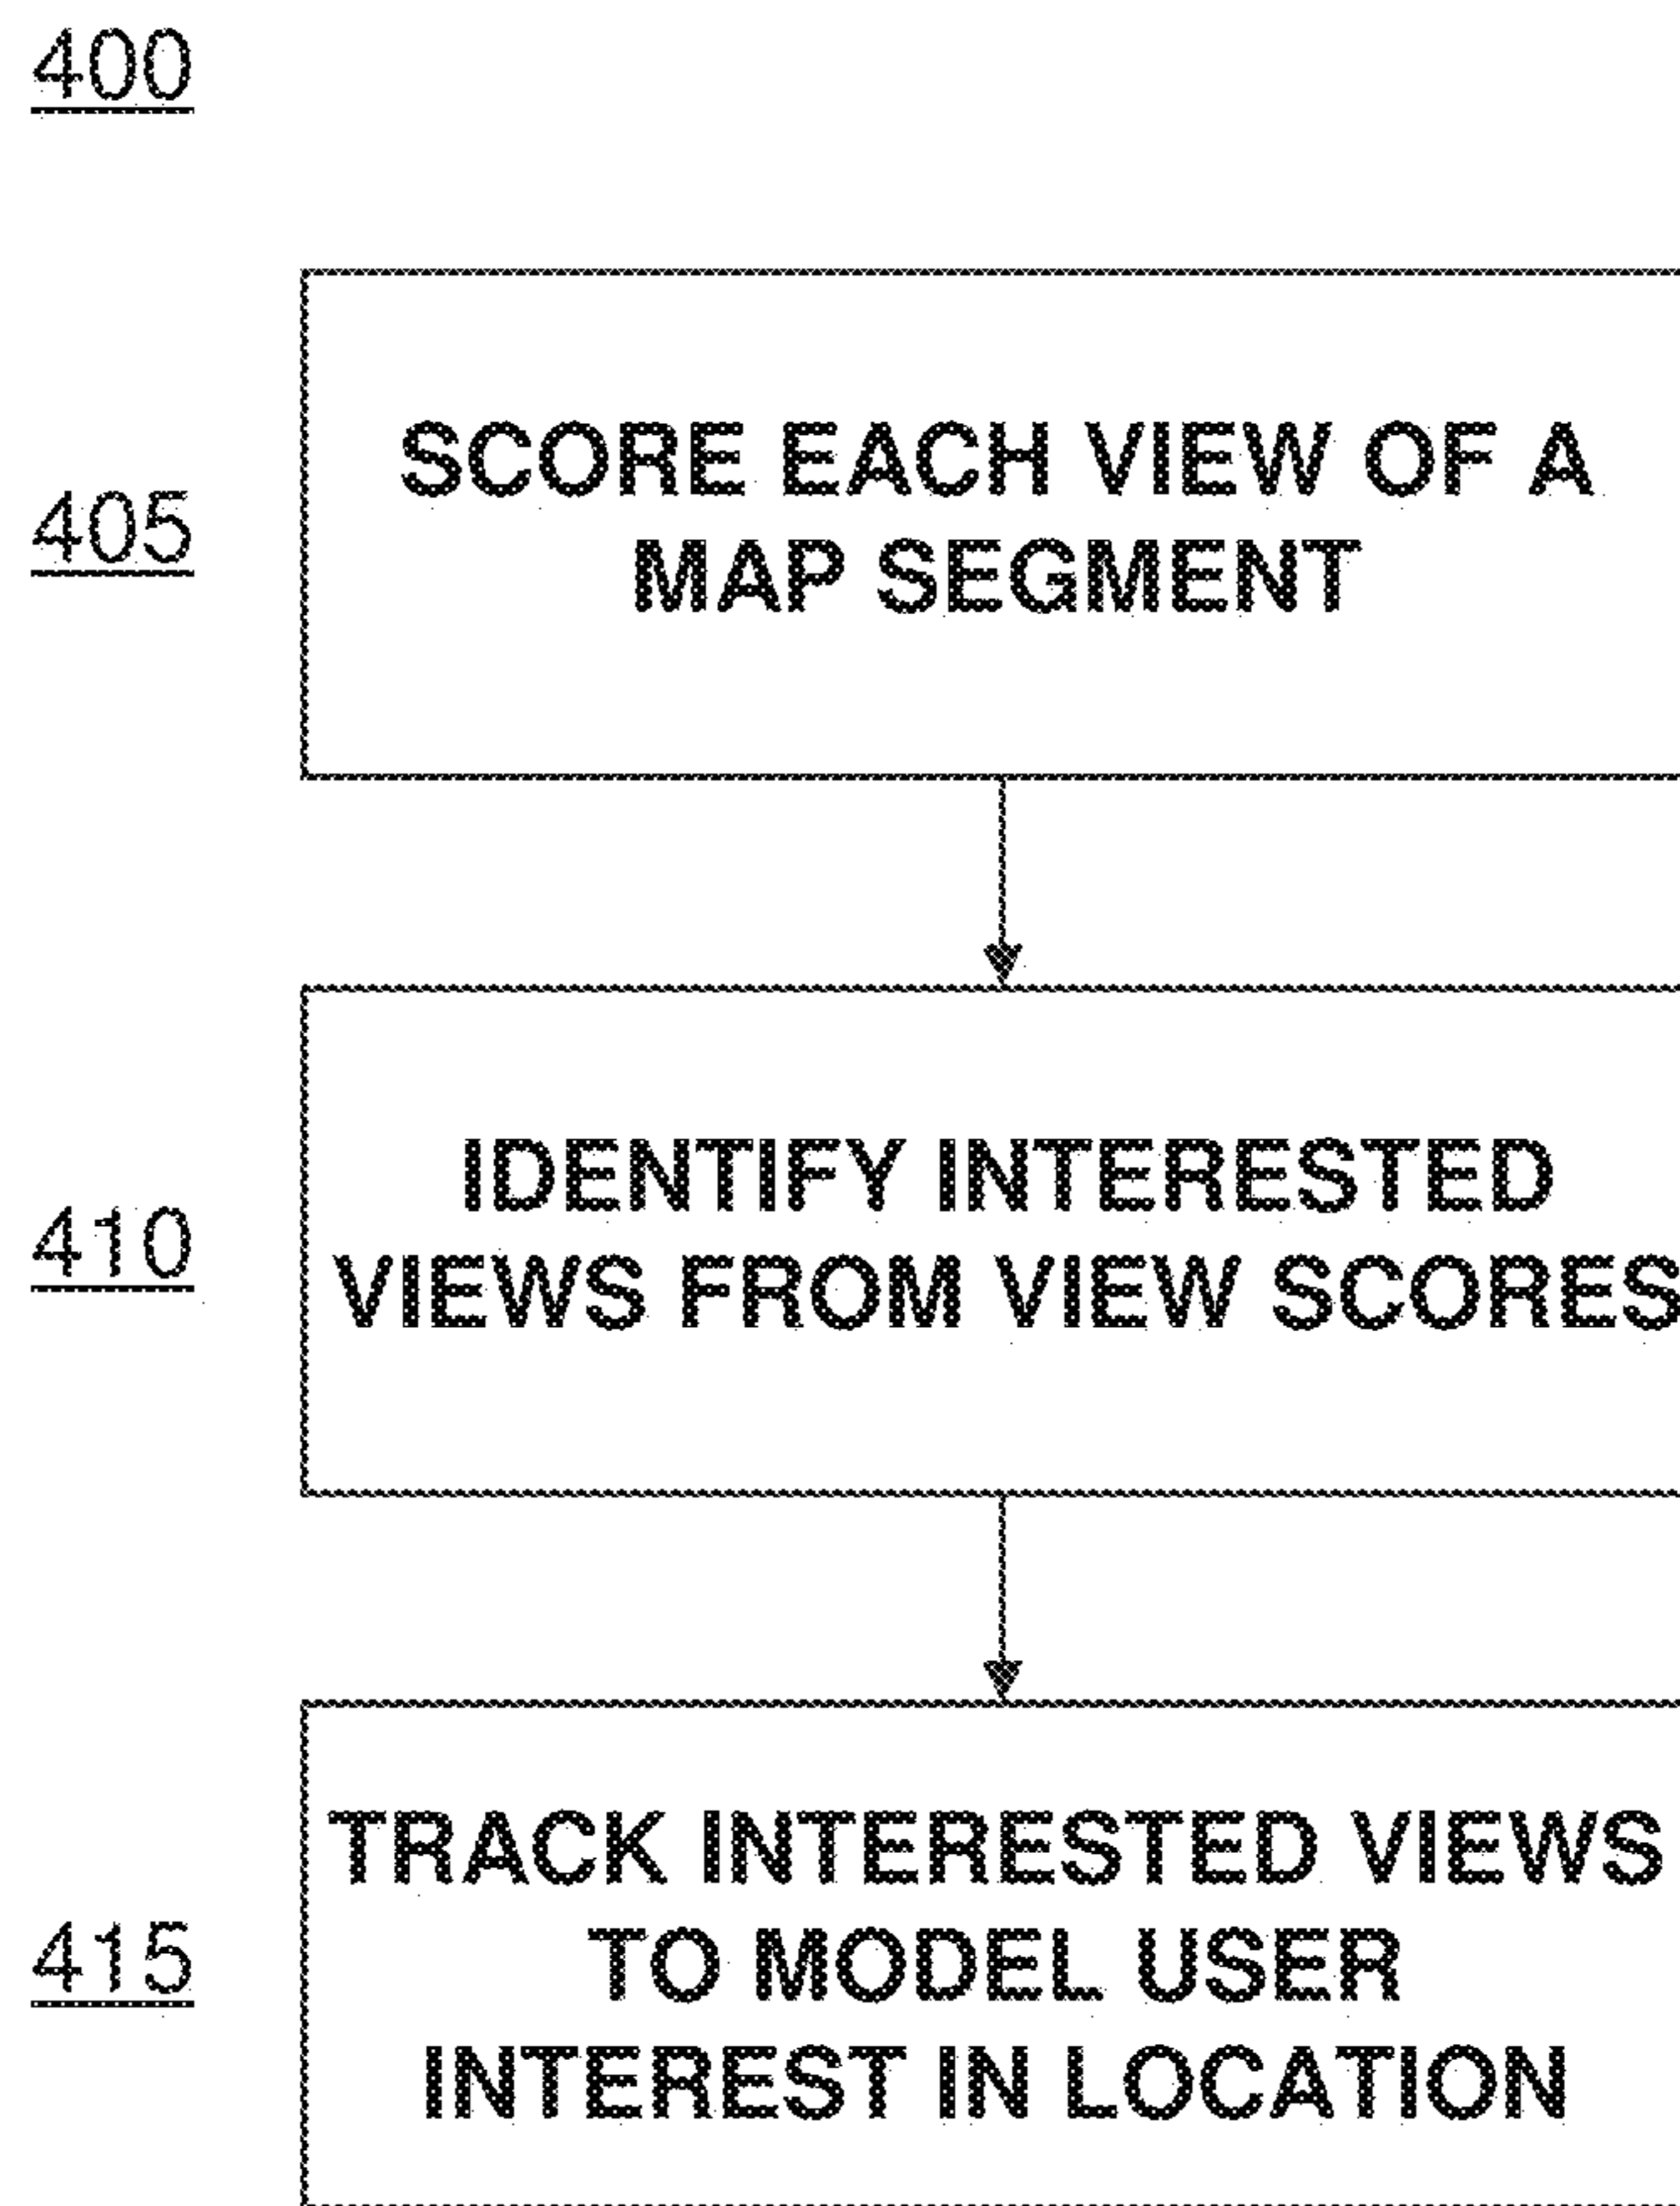 400
405
SCORE EACH VIEW OF A
MAP SEGMENT
410
IDENTIFY INTERESTED
VIEWS FROM VIEW SCORES
415
TRACK INTERESTED VIEWS
TO MODEL USER
INTEREST IN LOCATION